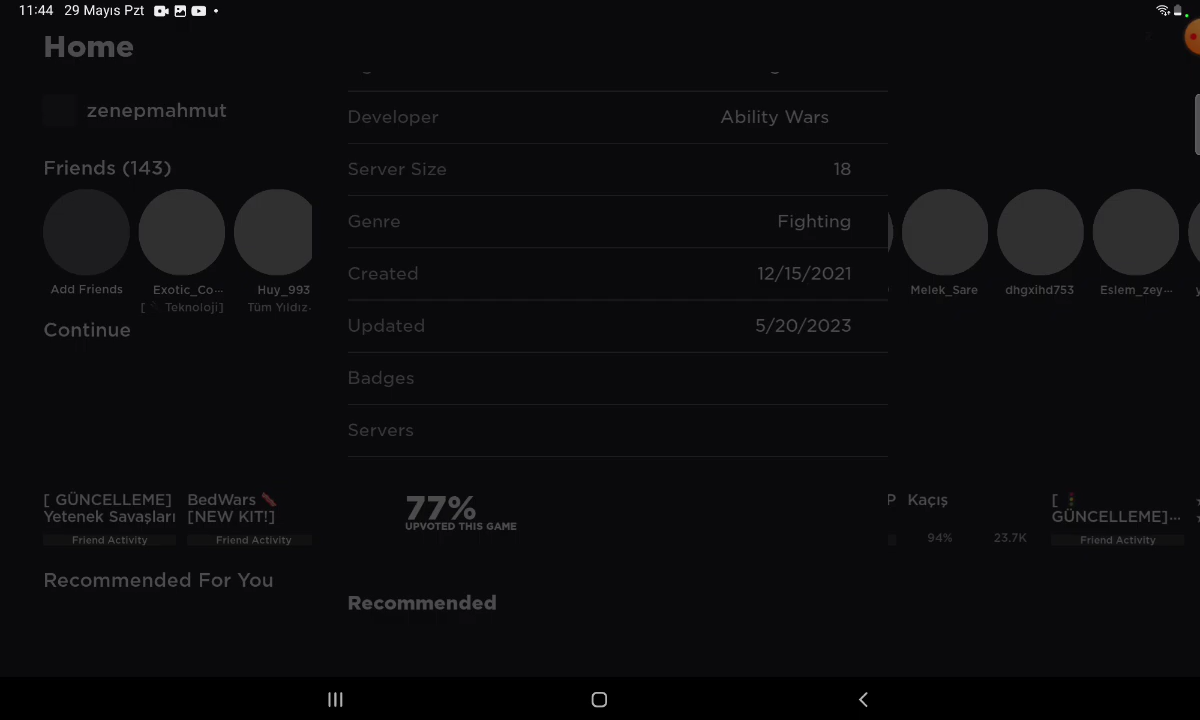 11:44 29 Mayıs Pzt
Home
zenepmahmut
Friends (143)
Add Friends
Exotic_Co...
[ Teknoloji]
Huy_993
Tüm Yıldız-
Melek_Sare
dhgxihd753
Eslem_zey...
Continue
Developer Ability Wars
Server Size 18
Genre Fighting
Created 12/15/2021
Updated 5/20/2023
Badges
Servers
77%
UPVOTED THIS GAME
[ GÜNCELLEME]
Yetenek Savaşları
Friend Activity
BedWars
[NEW KIT!]
Friend Activity
P
Kaçış
94% 23.7K
[ 🚦
GÜNCELLEME]...
Friend Activity
Recommended For You
Recommended